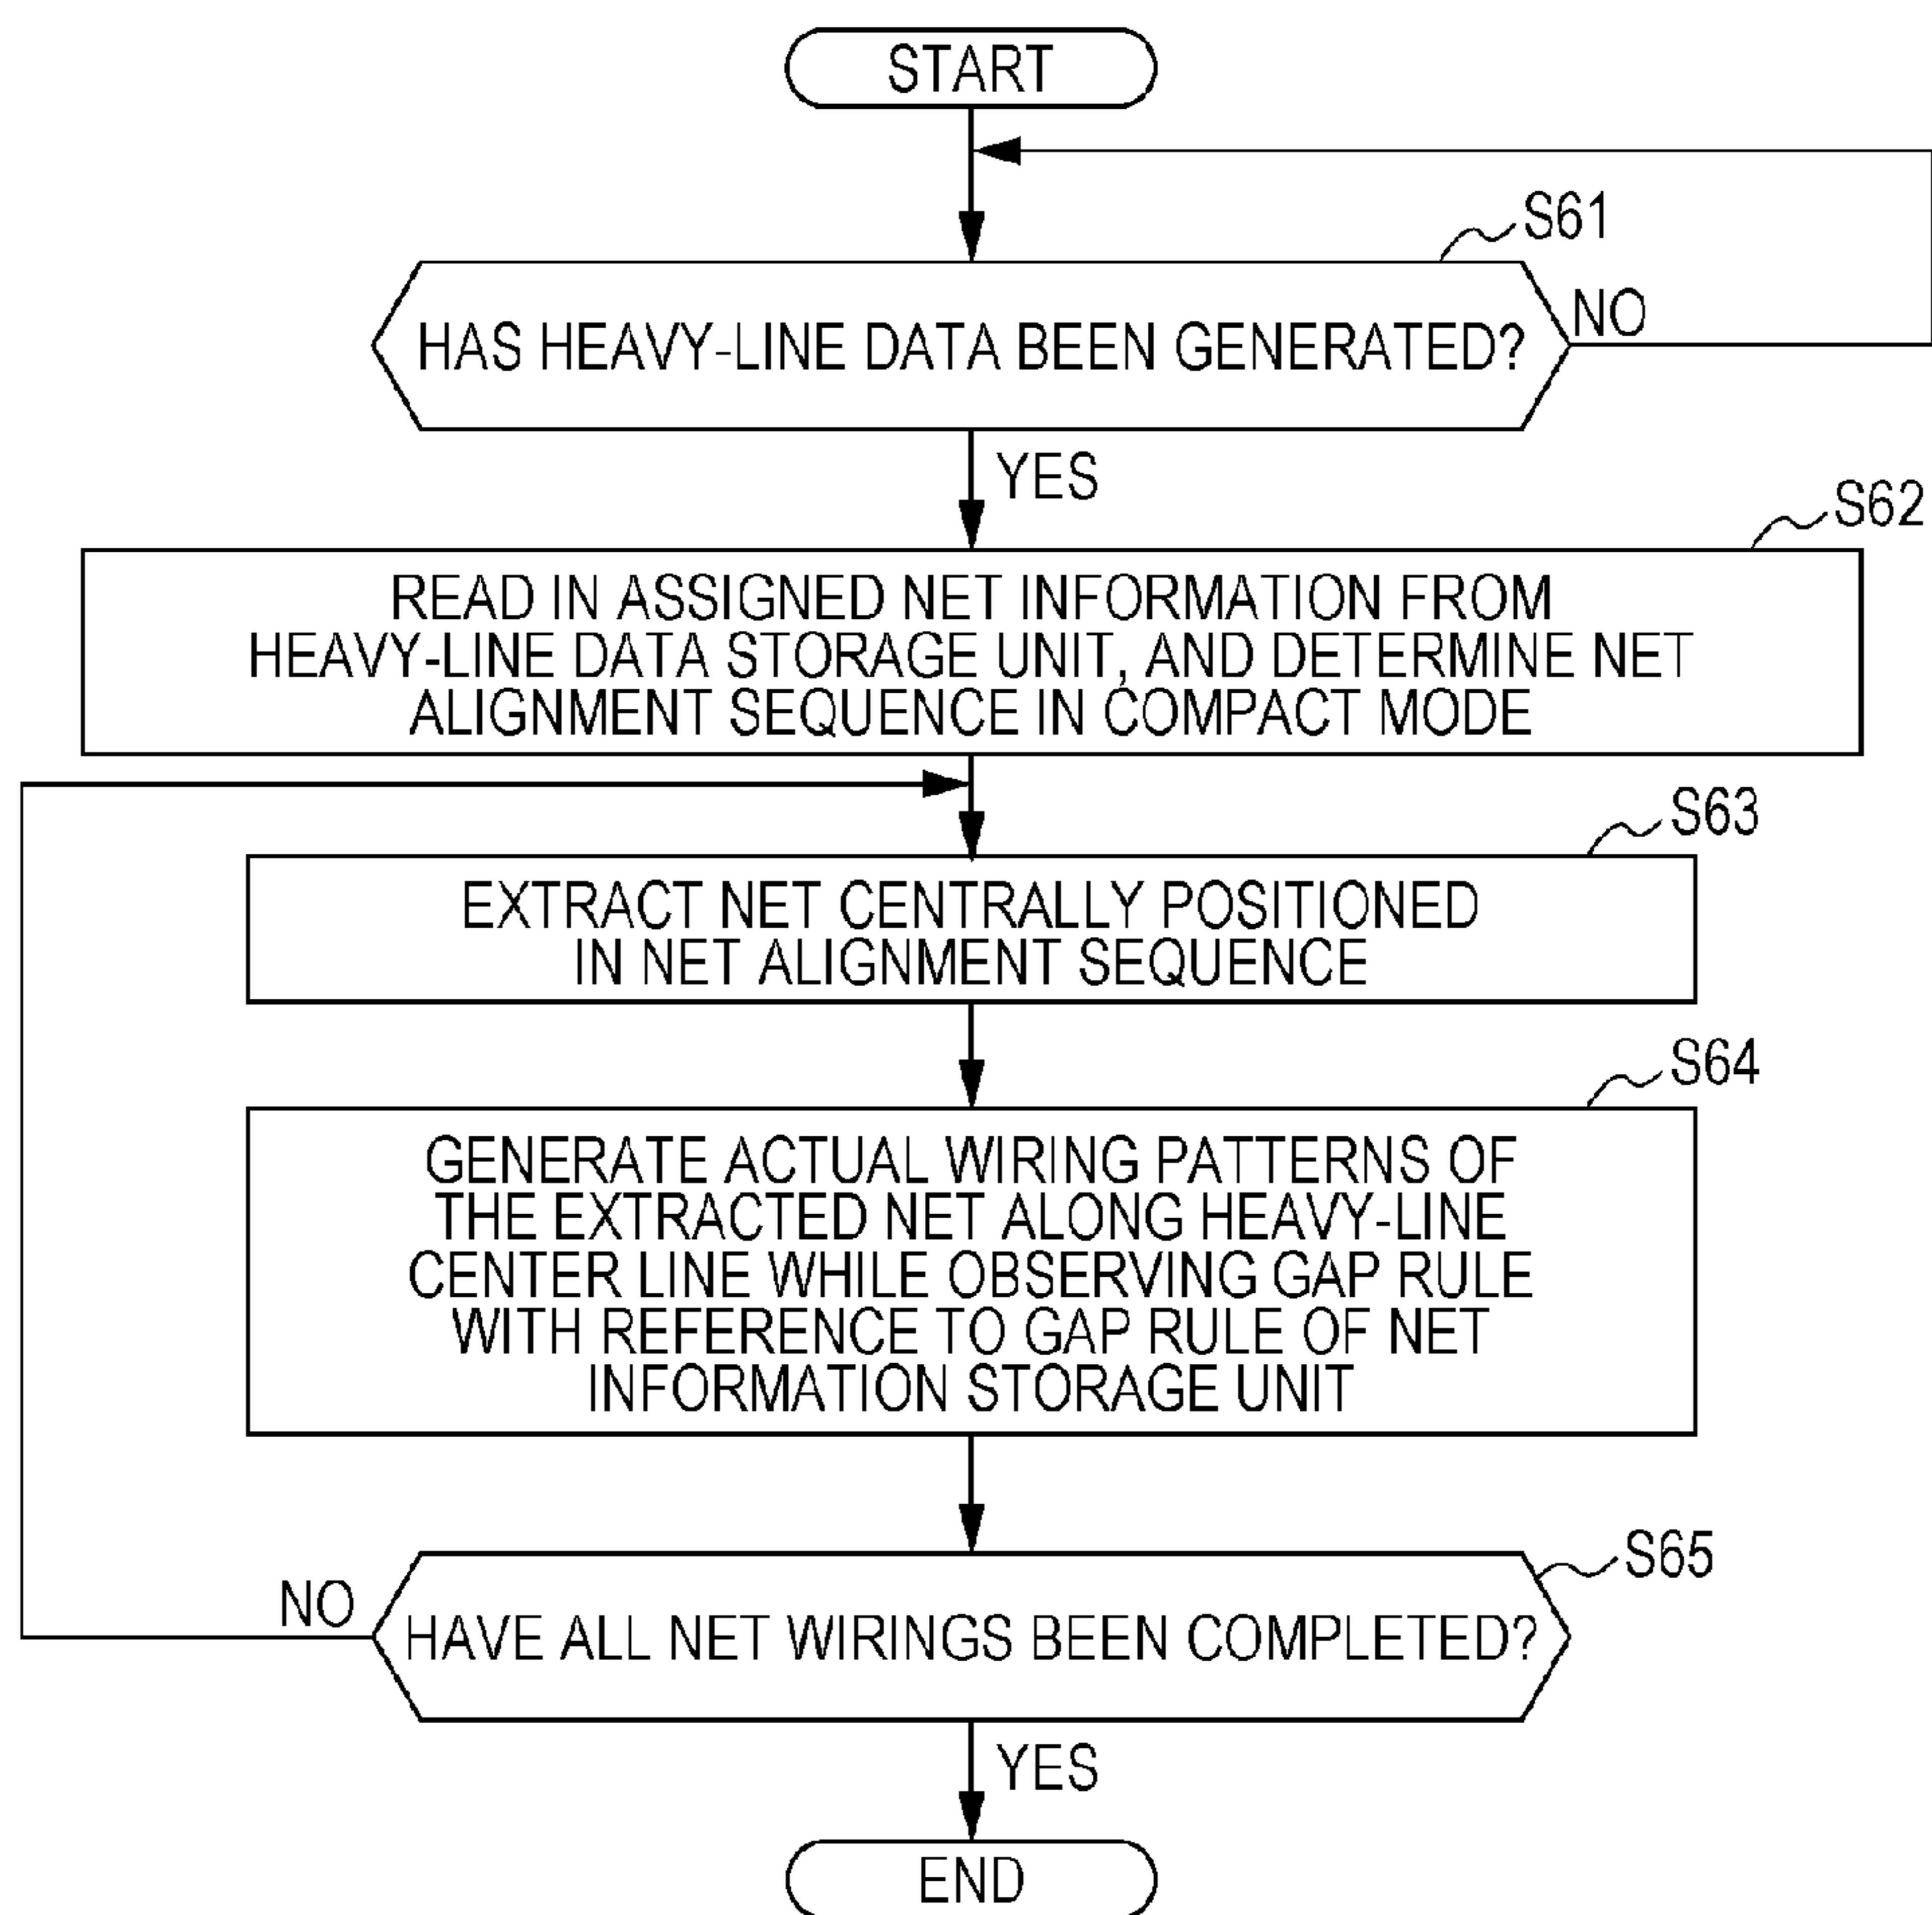 START
S61
HAS HEAVY-LINE DATA BEEN GENERATED?
NO
YES
S62
READ IN ASSIGNED NET INFORMATION FROM
HEAVY-LINE DATA STORAGE UNIT, AND DETERMINE NET
ALIGNMENT SEQUENCE IN COMPACT MODE
S63
EXTRACT NET CENTRALLY POSITIONED
IN NET ALIGNMENT SEQUENCE
S64
GENERATE ACTUAL WIRING PATTERNS OF
THE EXTRACTED NET ALONG HEAVY-LINE
CENTER LINE WHILE OBSERVING GAP RULE
WITH REFERENCE TO GAP RULE OF NET
INFORMATION STORAGE UNIT
S65
NO
HAVE ALL NET WIRINGS BEEN COMPLETED?
YES
END